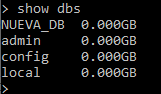 > show dbs
NUEVA_DB  0.000GB
admin     0.000GB
config    0.000GB
local     0.000GB
>